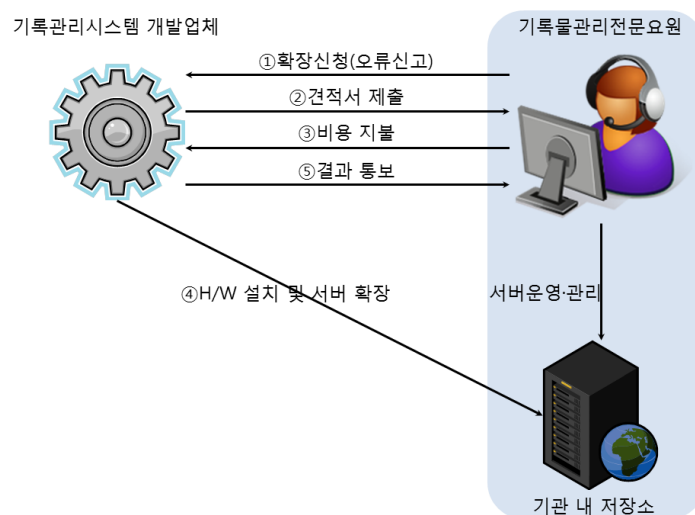 기록관리시스템 개발업체
기록물관리전문요원
①확장신청(오류신고)
②견적서 제출
③비용 지불
⑤결과 통보
④H/W 설치 및 서버 확장
서버운영·관리
기관 내 저장소